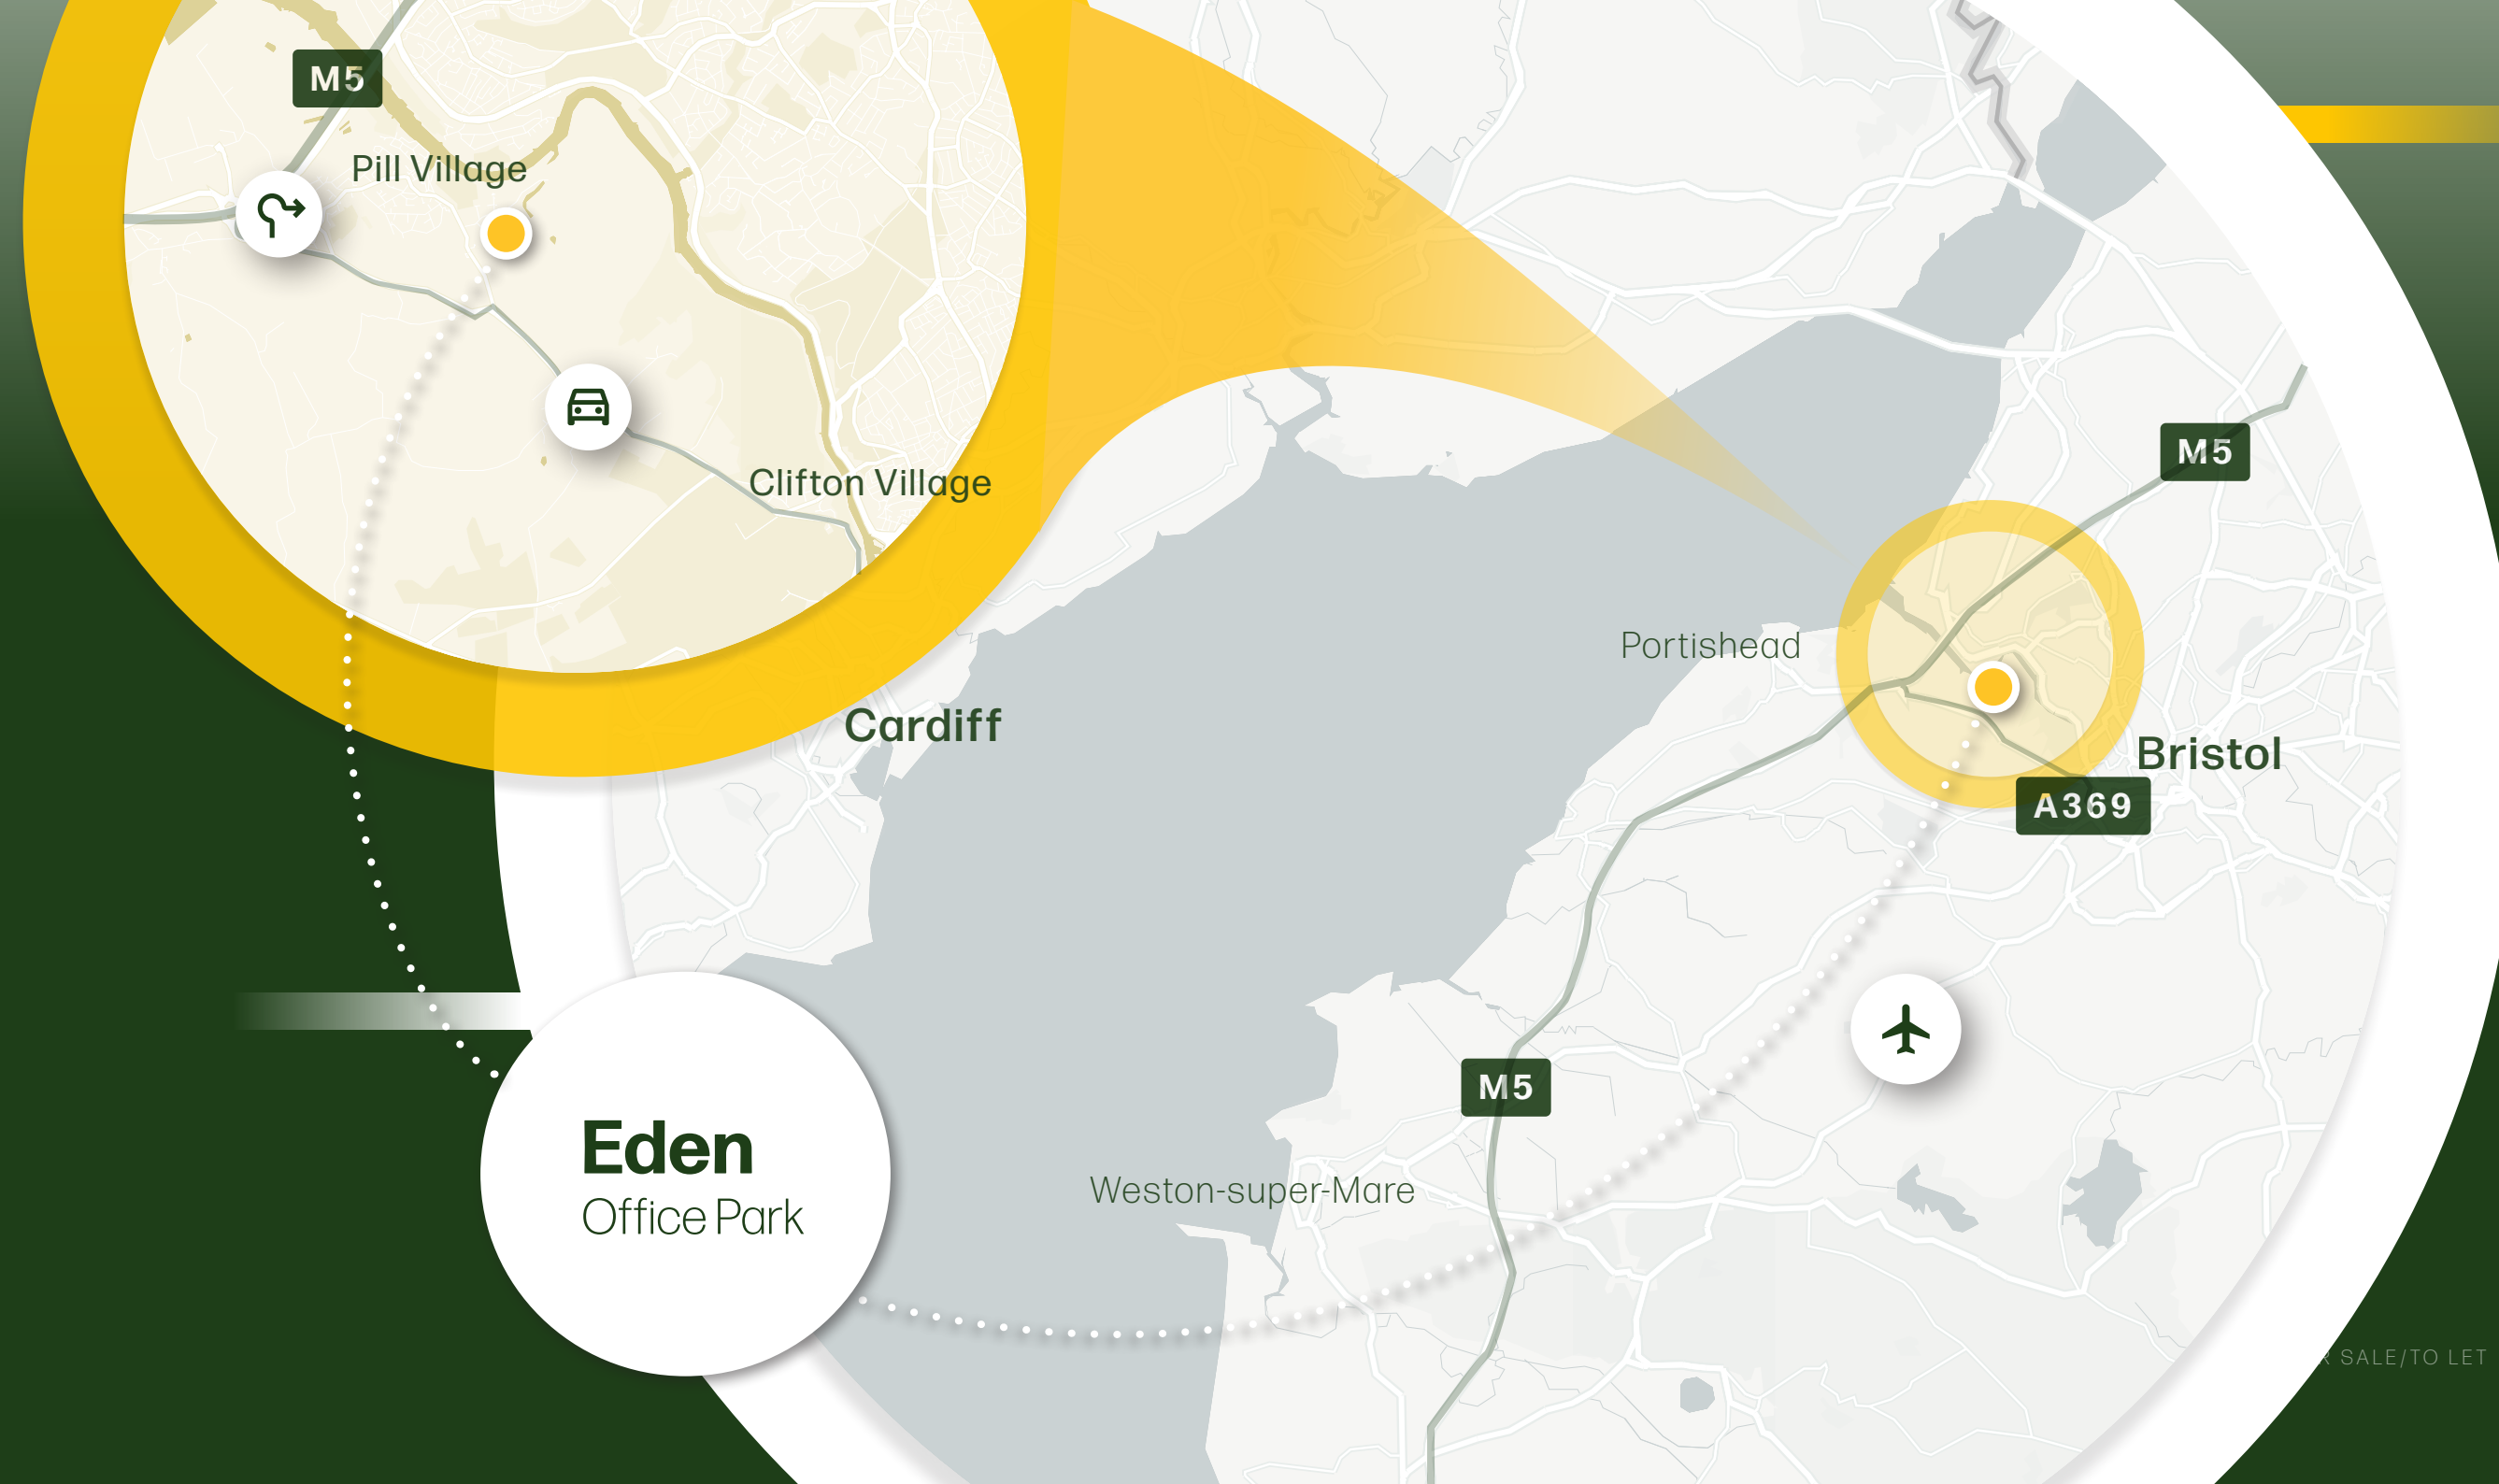 M5
Pill Village
Clifton Village
M5
Portishead
Cardiff
Bristol
A369
M5
Eden
Office Park
Weston-super-Mare
SALE/TO LET